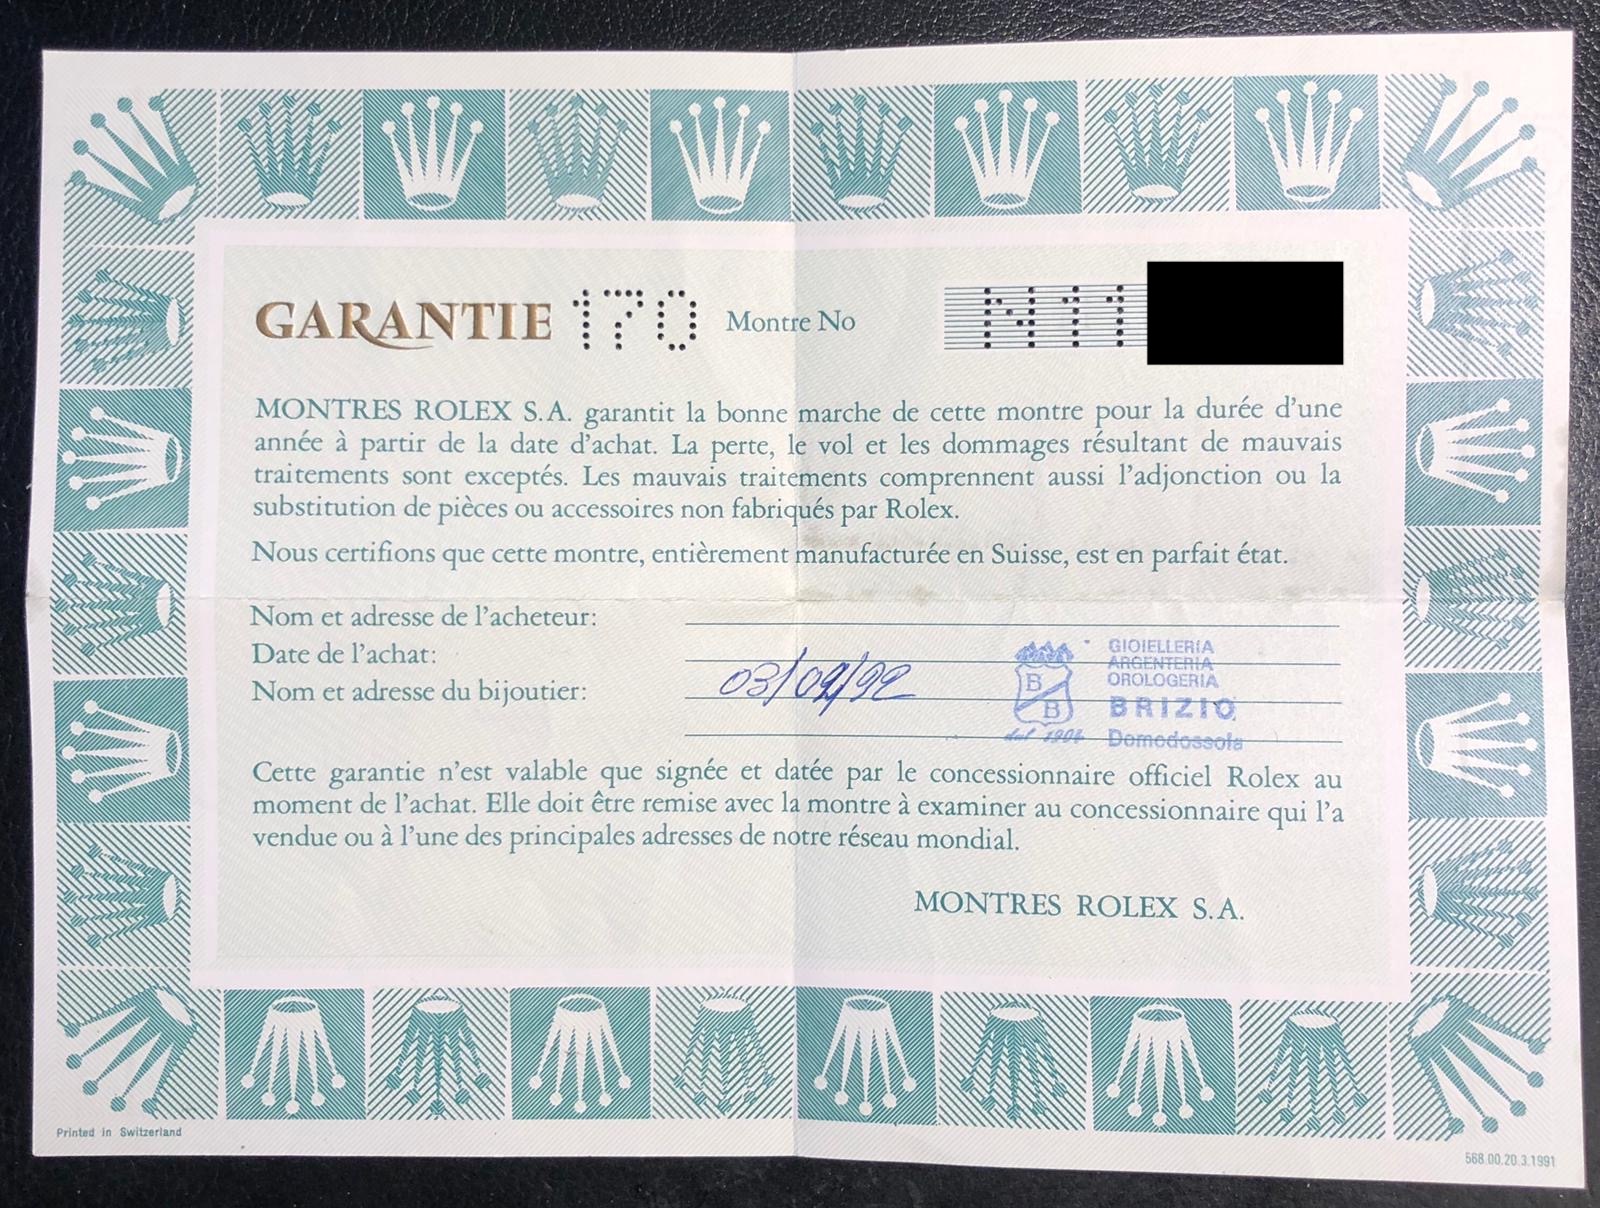 GARANTIE 170 Montre No N11
MONTRES ROLEX S.A. garantit la bonne marche de cette montre pour la durée d'une
année à partir de la date d'achat. La perte, le vol et les dommages résultant de mauvais
traitements sont exceptés. Les mauvais traitements comprennent aussi l'adjonction ou la
substitution de pièces ou accessoires non fabriqués par Rolex.
Nous certifions que cette montre, entièrement manufacturée en Suisse, est en parfait état.
Nom et adresse de l'acheteur:
Date de l'achat:
03/09/92
Nom et adresse du bijoutier:
B
B
GIOIELLERIA
ARGENTERIA
OROLOGERIA
BRIZIO
Domodossola
Cette garantie n'est valable que signée et datée par le concessionnaire officiel Rolex au
moment de l'achat. Elle doit être remise avec la montre à examiner au concessionnaire qui l'a
vendue ou à l'une des principales adresses de notre réseau mondial.
MONTRES ROLEX S.A.
Printed in Switzerland
568.00.20.3.1991